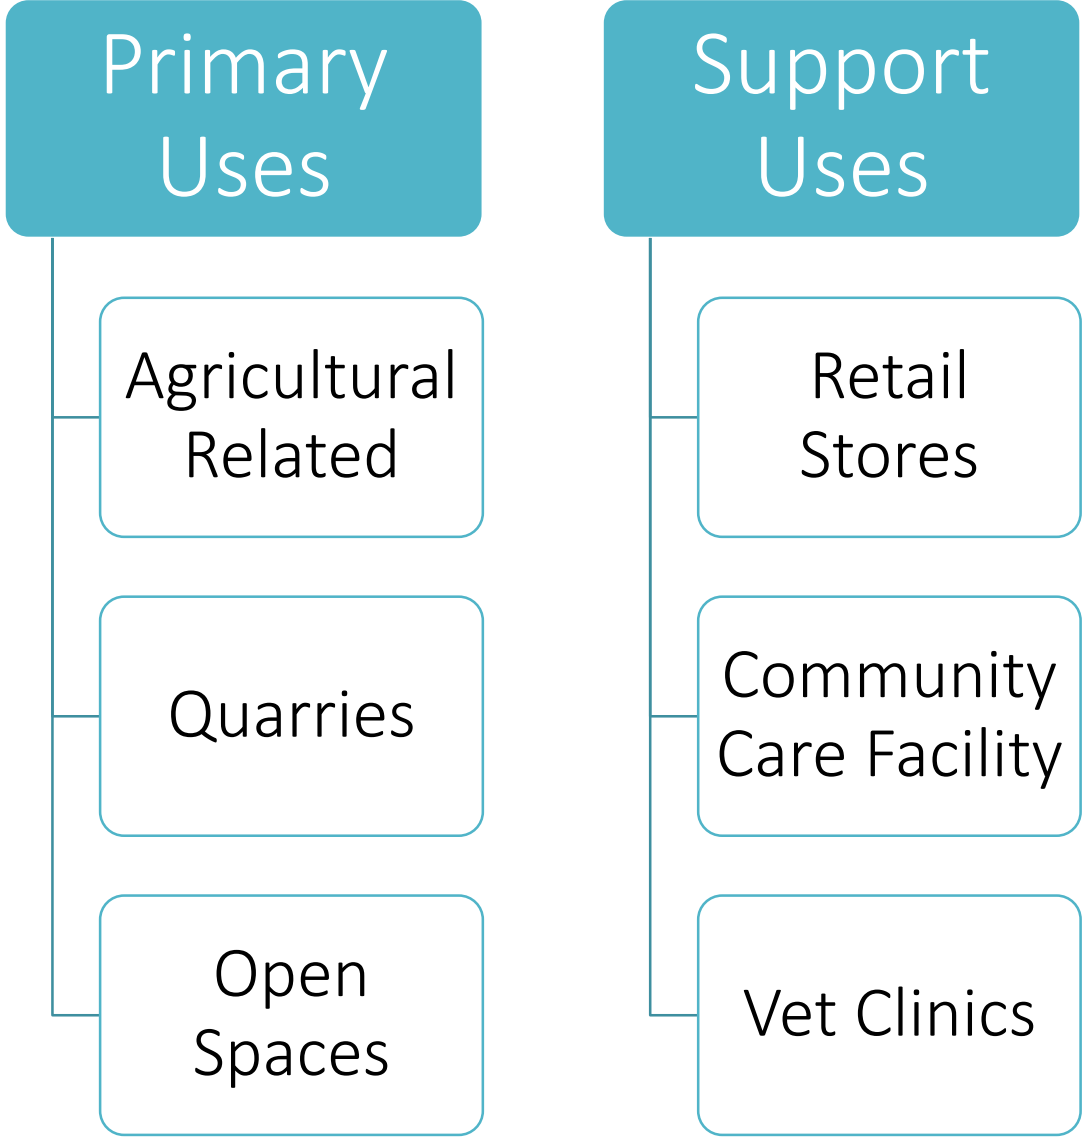 Primary
Uses
Agricultural
Related
Quarries
Open
Spaces
Support
Uses
Retail
Stores
Community
Care Facility
Vet Clinics